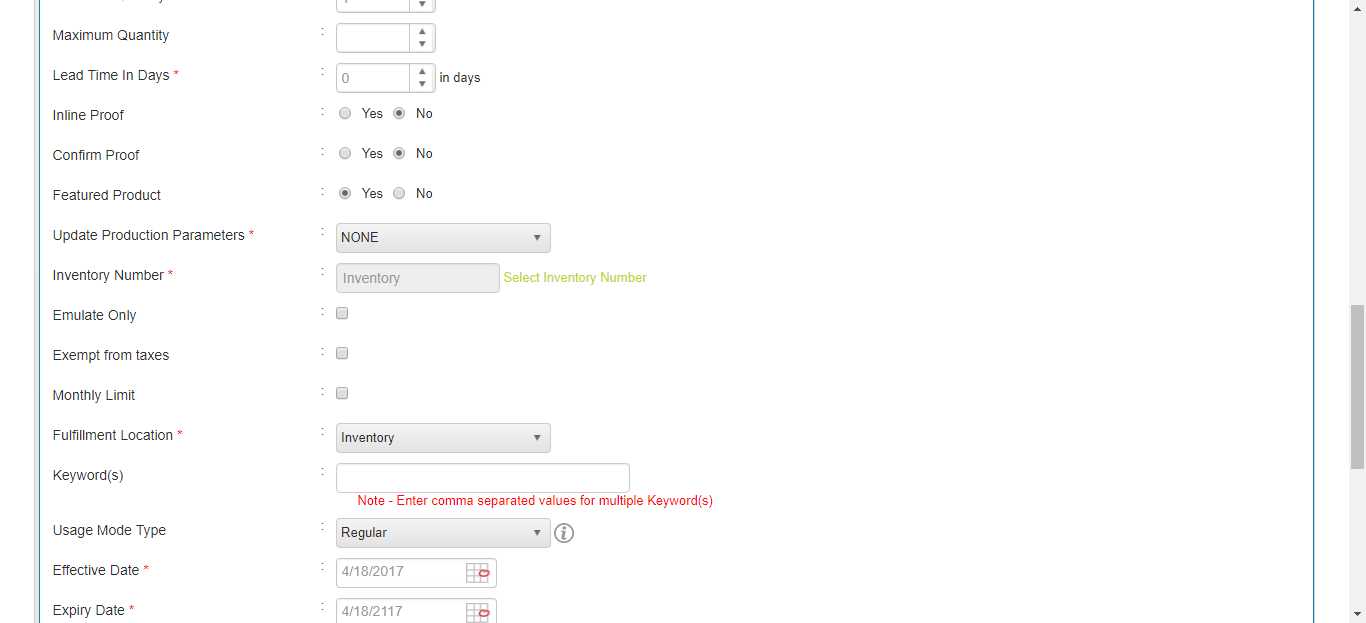 Maximum Quantity :
Lead Time In Days * : 0 in days
Inline Proof : Yes No
Confirm Proof : Yes No
Featured Product : Yes No
Update Production Parameters * : NONE
Inventory Number * : Inventory Select Inventory Number
Emulate Only :
Exempt from taxes :
Monthly Limit :
Fulfillment Location * : Inventory
Keyword(s) :
Note - Enter comma separated values for multiple Keyword(s)
Usage Mode Type : Regular
Effective Date * : 4/18/2017
Expiry Date * : 4/18/2117